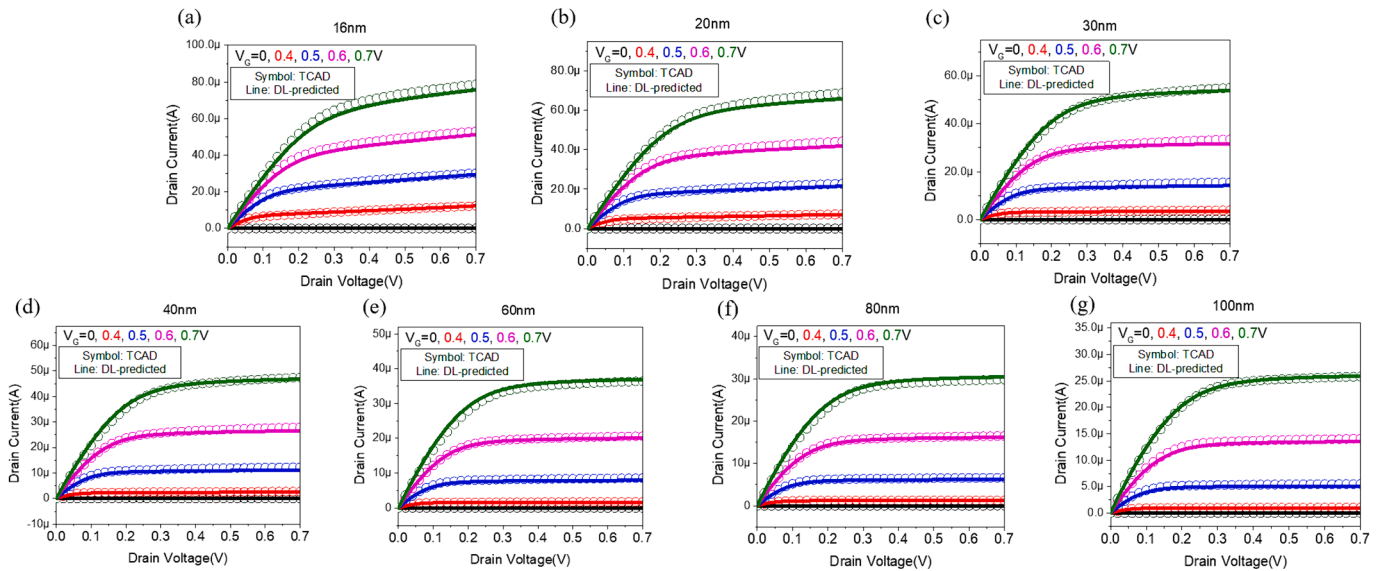 (a)
16nm
100.0μ
80.0μ
60.0μ
40.0μ
20.0μ
0.0
Drain Current(A)
V_G=0, 0.4, 0.5, 0.6, 0.7V
Symbol: TCAD
Line: DL-predicted
0.0 0.1 0.2 0.3 0.4 0.5 0.6 0.7
Drain Voltage(V)
(b)
20nm
80.0μ
60.0μ
40.0μ
20.0μ
0.0
Drain Current(A)
V_G=0, 0.4, 0.5, 0.6, 0.7V
Symbol: TCAD
Line: DL-predicted
0.0 0.1 0.2 0.3 0.4 0.5 0.6 0.7
Drain Voltage(V)
(c)
30nm
60.0μ
40.0μ
20.0μ
0.0
Drain Current(A)
V_G=0, 0.4, 0.5, 0.6, 0.7V
Symbol: TCAD
Line: DL-predicted
0.0 0.1 0.2 0.3 0.4 0.5 0.6 0.7
Drain Voltage(V)
(d)
40nm
60μ
50μ
40μ
30μ
20μ
10μ
0
-10μ
Drain Current(A)
V_G=0, 0.4, 0.5, 0.6, 0.7V
Symbol: TCAD
Line: DL-predicted
0.0 0.1 0.2 0.3 0.4 0.5 0.6 0.7
Drain Voltage(V)
(e)
60nm
50μ
40μ
30μ
20μ
10μ
0
Drain Current(A)
V_G=0, 0.4, 0.5, 0.6, 0.7V
Symbol: TCAD
Line: DL-predicted
0.0 0.1 0.2 0.3 0.4 0.5 0.6 0.7
Drain Voltage(V)
(f)
80nm
40μ
30μ
20μ
10μ
0
Drain Current(A)
V_G=0, 0.4, 0.5, 0.6, 0.7V
Symbol: TCAD
Line: DL-predicted
0.0 0.1 0.2 0.3 0.4 0.5 0.6 0.7
Drain Voltage(V)
(g)
100nm
35.0μ
30.0μ
25.0μ
20.0μ
15.0μ
10.0μ
5.0μ
0.0
Drain Current(A)
V_G=0, 0.4, 0.5, 0.6, 0.7V
Symbol: TCAD
Line: DL-predicted
0.0 0.1 0.2 0.3 0.4 0.5 0.6 0.7
Drain Voltage(V)